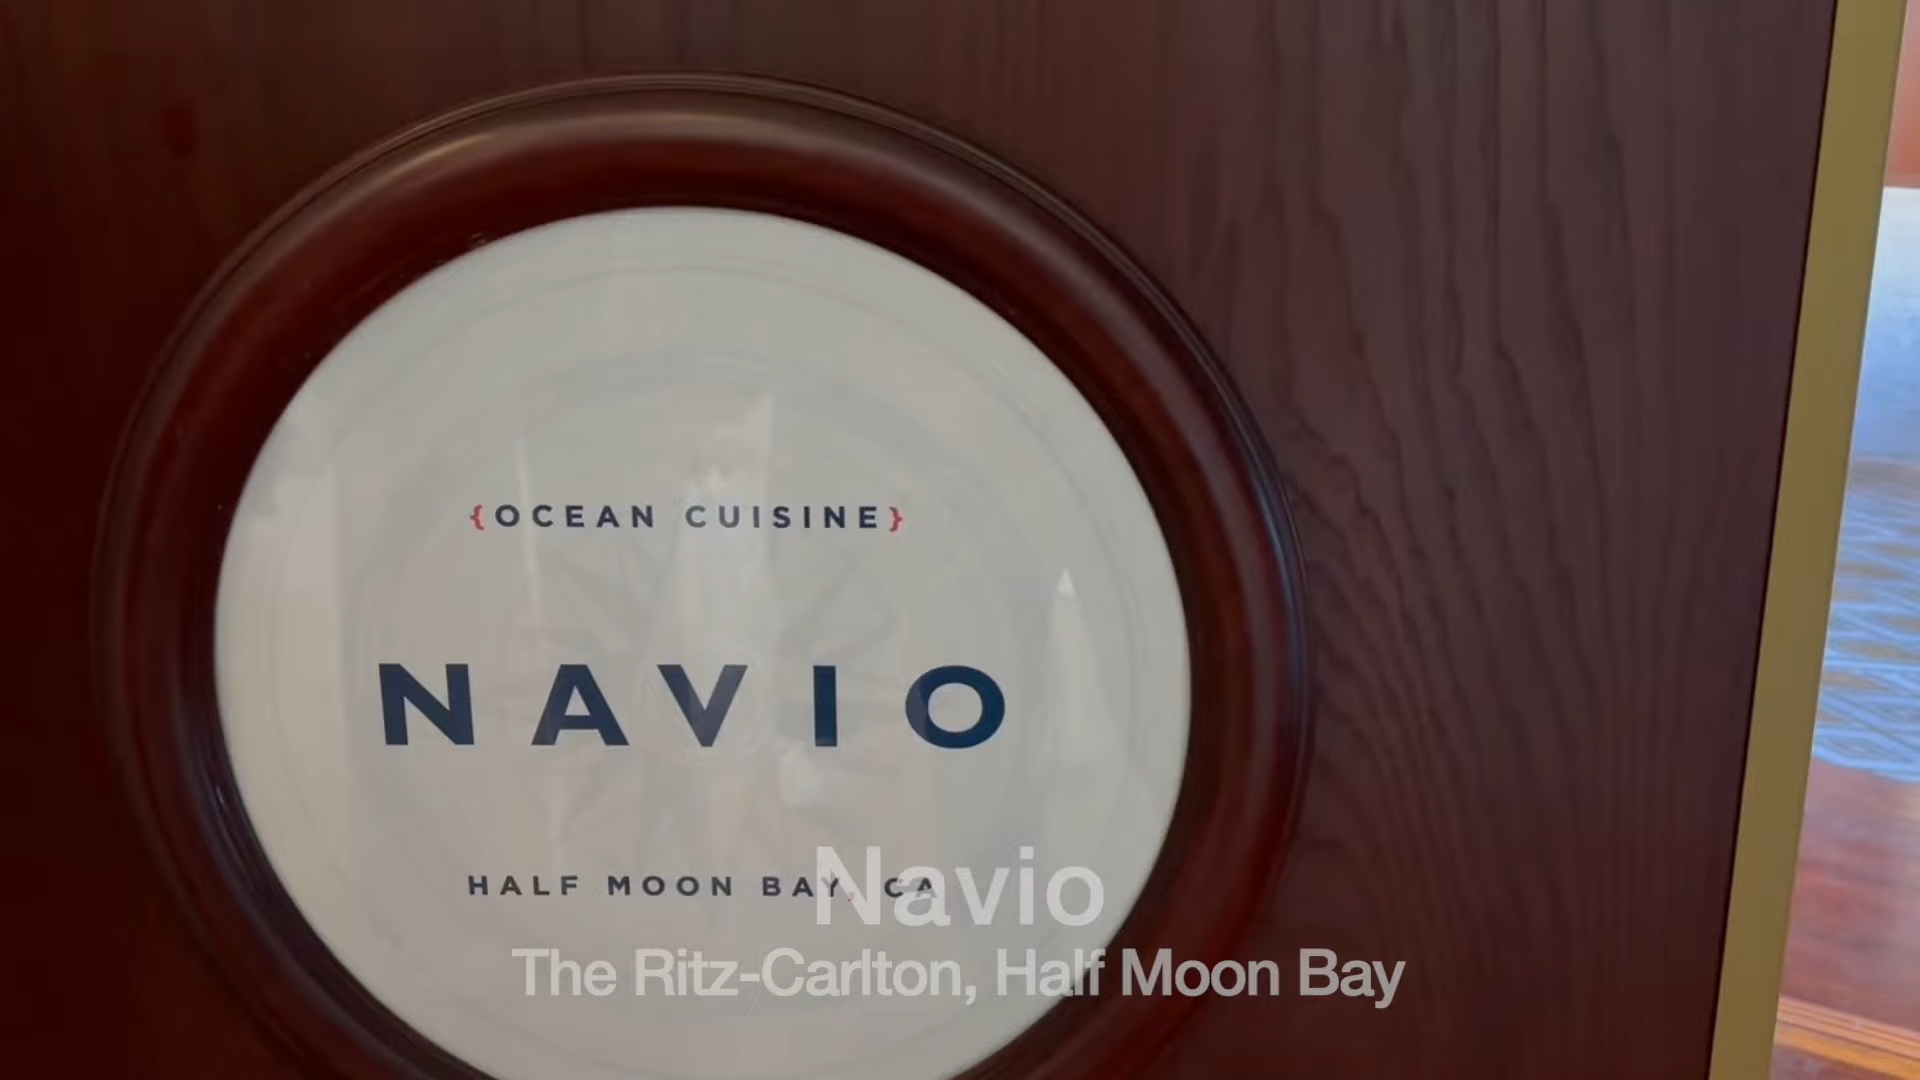 {OCEAN CUISINE}
NAVIO
HALF MOON BAY, CA
Navio
The Ritz-Carlton, Half Moon Bay